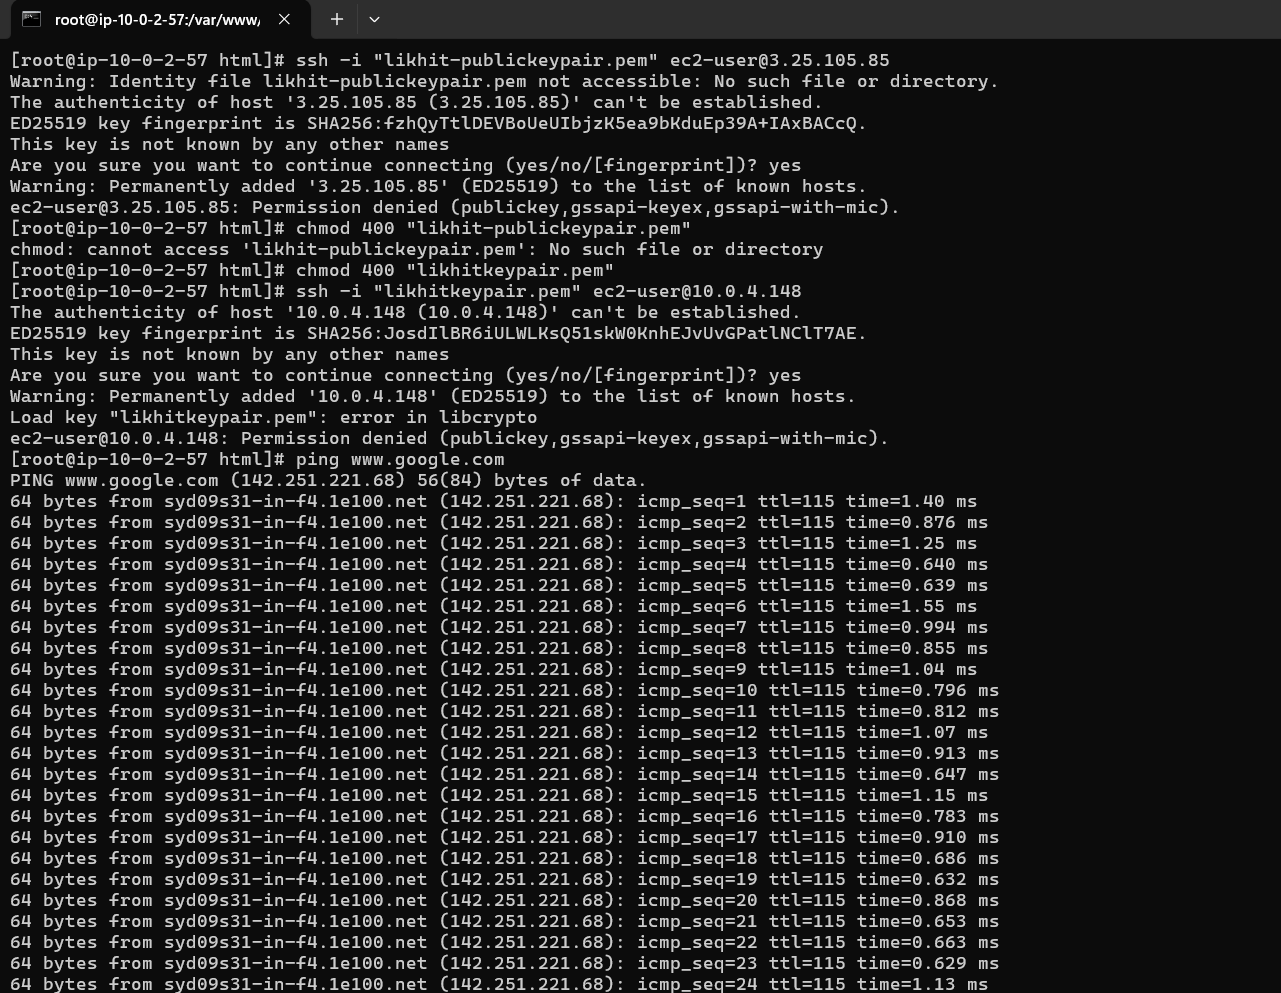 root@ip-10-0-2-57:/var/www/
[root@ip-10-0-2-57 html]# ssh -i "likhit-publickeypair.pem" ec2-user@3.25.105.85
Warning: Identity file likhit-publickeypair.pem not accessible: No such file or directory.
The authenticity of host '3.25.105.85 (3.25.105.85)' can't be established.
ED25519 key fingerprint is SHA256:fzhQyTtlDEVBoUeUIbjzK5ea9bKduEp39A+IAxBACcQ.
This key is not known by any other names
Are you sure you want to continue connecting (yes/no/[fingerprint])? yes
Warning: Permanently added '3.25.105.85' (ED25519) to the list of known hosts.
ec2-user@3.25.105.85: Permission denied (publickey,gssapi-keyex,gssapi-with-mic).
[root@ip-10-0-2-57 html]# chmod 400 "likhit-publickeypair.pem"
chmod: cannot access 'likhit-publickeypair.pem': No such file or directory
[root@ip-10-0-2-57 html]# chmod 400 "likhitkeypair.pem"
[root@ip-10-0-2-57 html]# ssh -i "likhitkeypair.pem" ec2-user@10.0.4.148
The authenticity of host '10.0.4.148 (10.0.4.148)' can't be established.
ED25519 key fingerprint is SHA256:JosdIlBR6iULWLKsQ51skW0KnhEJvUvGPatlNClT7AE.
This key is not known by any other names
Are you sure you want to continue connecting (yes/no/[fingerprint])? yes
Warning: Permanently added '10.0.4.148' (ED25519) to the list of known hosts.
Load key "likhitkeypair.pem": error in libcrypto
ec2-user@10.0.4.148: Permission denied (publickey,gssapi-keyex,gssapi-with-mic).
[root@ip-10-0-2-57 html]# ping www.google.com
PING www.google.com (142.251.221.68) 56(84) bytes of data.
64 bytes from syd09s31-in-f4.1e100.net (142.251.221.68): icmp_seq=1 ttl=115 time=1.40 ms
64 bytes from syd09s31-in-f4.1e100.net (142.251.221.68): icmp_seq=2 ttl=115 time=0.876 ms
64 bytes from syd09s31-in-f4.1e100.net (142.251.221.68): icmp_seq=3 ttl=115 time=1.25 ms
64 bytes from syd09s31-in-f4.1e100.net (142.251.221.68): icmp_seq=4 ttl=115 time=0.640 ms
64 bytes from syd09s31-in-f4.1e100.net (142.251.221.68): icmp_seq=5 ttl=115 time=0.639 ms
64 bytes from syd09s31-in-f4.1e100.net (142.251.221.68): icmp_seq=6 ttl=115 time=1.55 ms
64 bytes from syd09s31-in-f4.1e100.net (142.251.221.68): icmp_seq=7 ttl=115 time=0.994 ms
64 bytes from syd09s31-in-f4.1e100.net (142.251.221.68): icmp_seq=8 ttl=115 time=0.855 ms
64 bytes from syd09s31-in-f4.1e100.net (142.251.221.68): icmp_seq=9 ttl=115 time=1.04 ms
64 bytes from syd09s31-in-f4.1e100.net (142.251.221.68): icmp_seq=10 ttl=115 time=0.796 ms
64 bytes from syd09s31-in-f4.1e100.net (142.251.221.68): icmp_seq=11 ttl=115 time=0.812 ms
64 bytes from syd09s31-in-f4.1e100.net (142.251.221.68): icmp_seq=12 ttl=115 time=1.07 ms
64 bytes from syd09s31-in-f4.1e100.net (142.251.221.68): icmp_seq=13 ttl=115 time=0.913 ms
64 bytes from syd09s31-in-f4.1e100.net (142.251.221.68): icmp_seq=14 ttl=115 time=0.647 ms
64 bytes from syd09s31-in-f4.1e100.net (142.251.221.68): icmp_seq=15 ttl=115 time=1.15 ms
64 bytes from syd09s31-in-f4.1e100.net (142.251.221.68): icmp_seq=16 ttl=115 time=0.783 ms
64 bytes from syd09s31-in-f4.1e100.net (142.251.221.68): icmp_seq=17 ttl=115 time=0.910 ms
64 bytes from syd09s31-in-f4.1e100.net (142.251.221.68): icmp_seq=18 ttl=115 time=0.686 ms
64 bytes from syd09s31-in-f4.1e100.net (142.251.221.68): icmp_seq=19 ttl=115 time=0.632 ms
64 bytes from syd09s31-in-f4.1e100.net (142.251.221.68): icmp_seq=20 ttl=115 time=0.868 ms
64 bytes from syd09s31-in-f4.1e100.net (142.251.221.68): icmp_seq=21 ttl=115 time=0.653 ms
64 bytes from syd09s31-in-f4.1e100.net (142.251.221.68): icmp_seq=22 ttl=115 time=0.663 ms
64 bytes from syd09s31-in-f4.1e100.net (142.251.221.68): icmp_seq=23 ttl=115 time=0.629 ms
64 bytes from syd09s31-in-f4.1e100.net (142.251.221.68): icmp_seq=24 ttl=115 time=1.13 ms